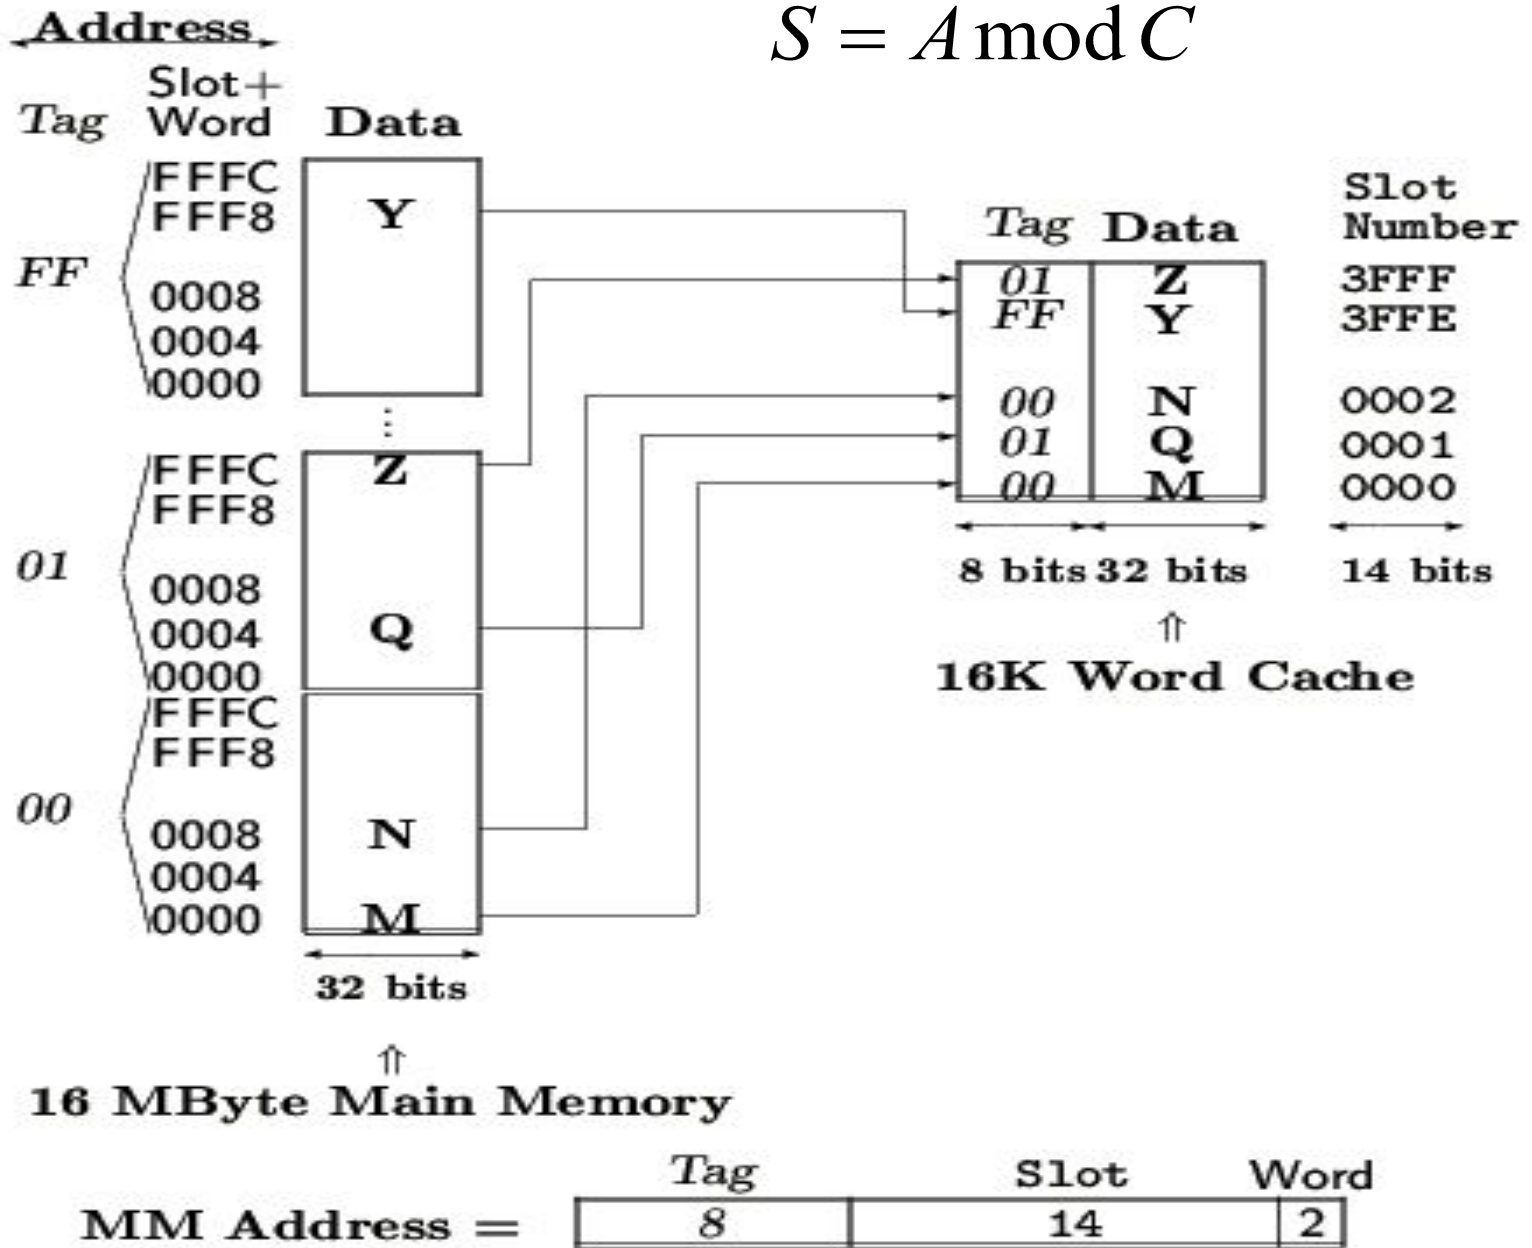 S = A mod C
Address
Slot+
Tag Word Data
FFFC
FFF8 Y
FF
0008
0004
0000
⋮
FFFC Z
FFF8
01
0008
0004 Q
0000
FFFC
FFF8
00
0008 N
0004
0000 M
32 bits
⇑
16 MByte Main Memory
Slot
Tag Data Number
01 Z 3FFF
FF Y 3FFE
00 N 0002
01 Q 0001
00 M 0000
8 bits 32 bits 14 bits
⇑
16K Word Cache
Tag Slot Word
MM Address = 8 14 2